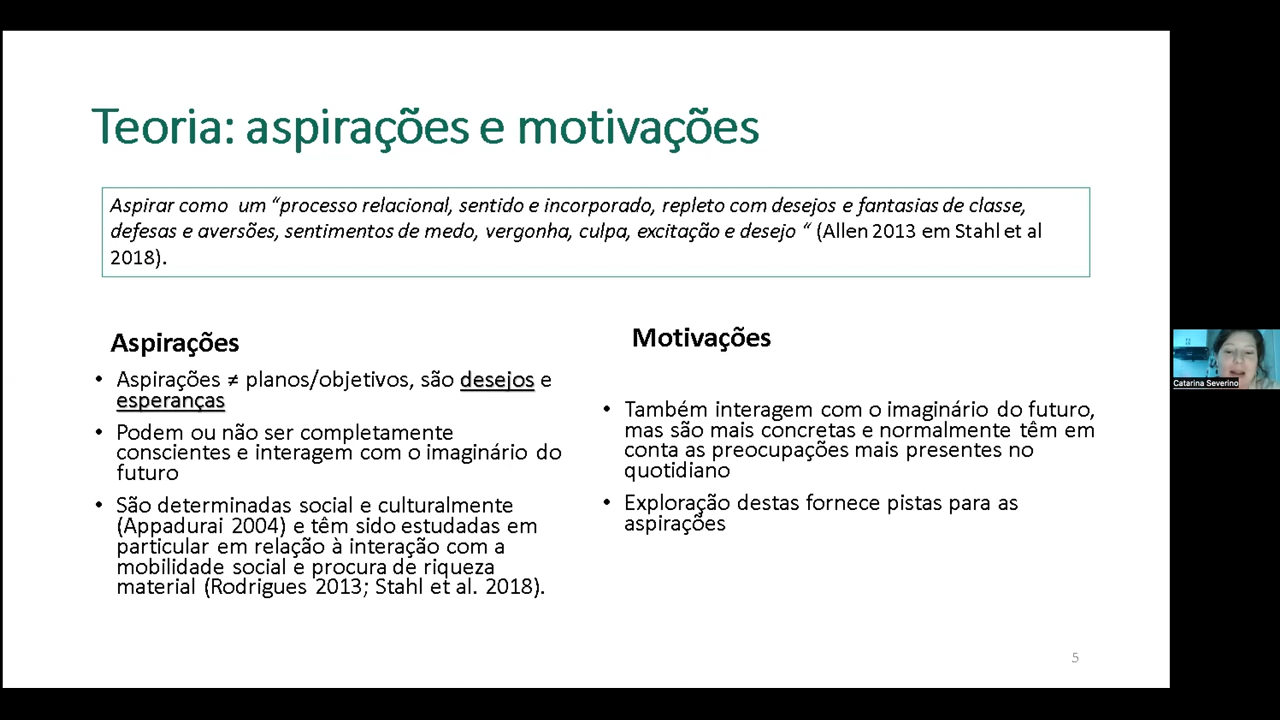 Teoria: aspirações e motivações
Aspirar como um “processo relacional, sentido e incorporado, repleto com desejos e fantasias de classe,
defesas e aversões, sentimentos de medo, vergonha, culpa, excitação e desejo “ (Allen 2013 em Stahl et al
2018).
Aspirações
• Aspirações ≠ planos/objetivos, são desejos e
esperanças
• Podem ou não ser completamente
conscientes e interagem com o imaginário do
futuro
• São determinadas social e culturalmente
(Appadurai 2004) e têm sido estudadas em
particular em relação à interação com a
mobilidade social e procura de riqueza
material (Rodrigues 2013; Stahl et al. 2018).
Motivações
• Também interagem com o imaginário do futuro,
mas são mais concretas e normalmente têm em
conta as preocupações mais presentes no
quotidiano
• Exploração destas fornece pistas para as
aspirações
5
Catarina Severino